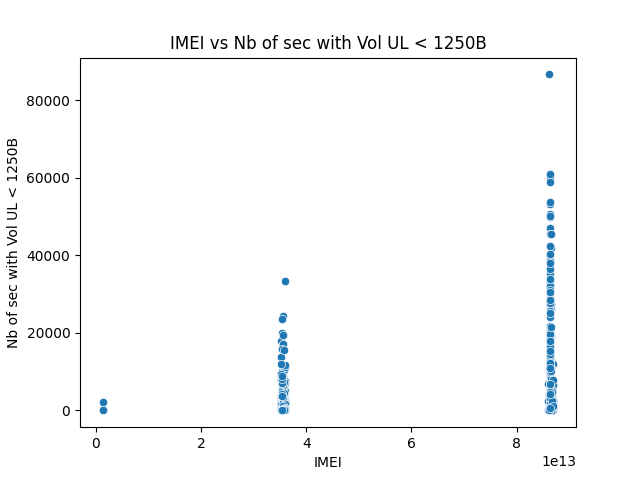 IMEI vs Nb of sec with Vol UL < 1250B
80000
60000
40000
20000
0
Nb of sec with Vol UL < 1250B
0 2 4 6 8
1e13
IMEI